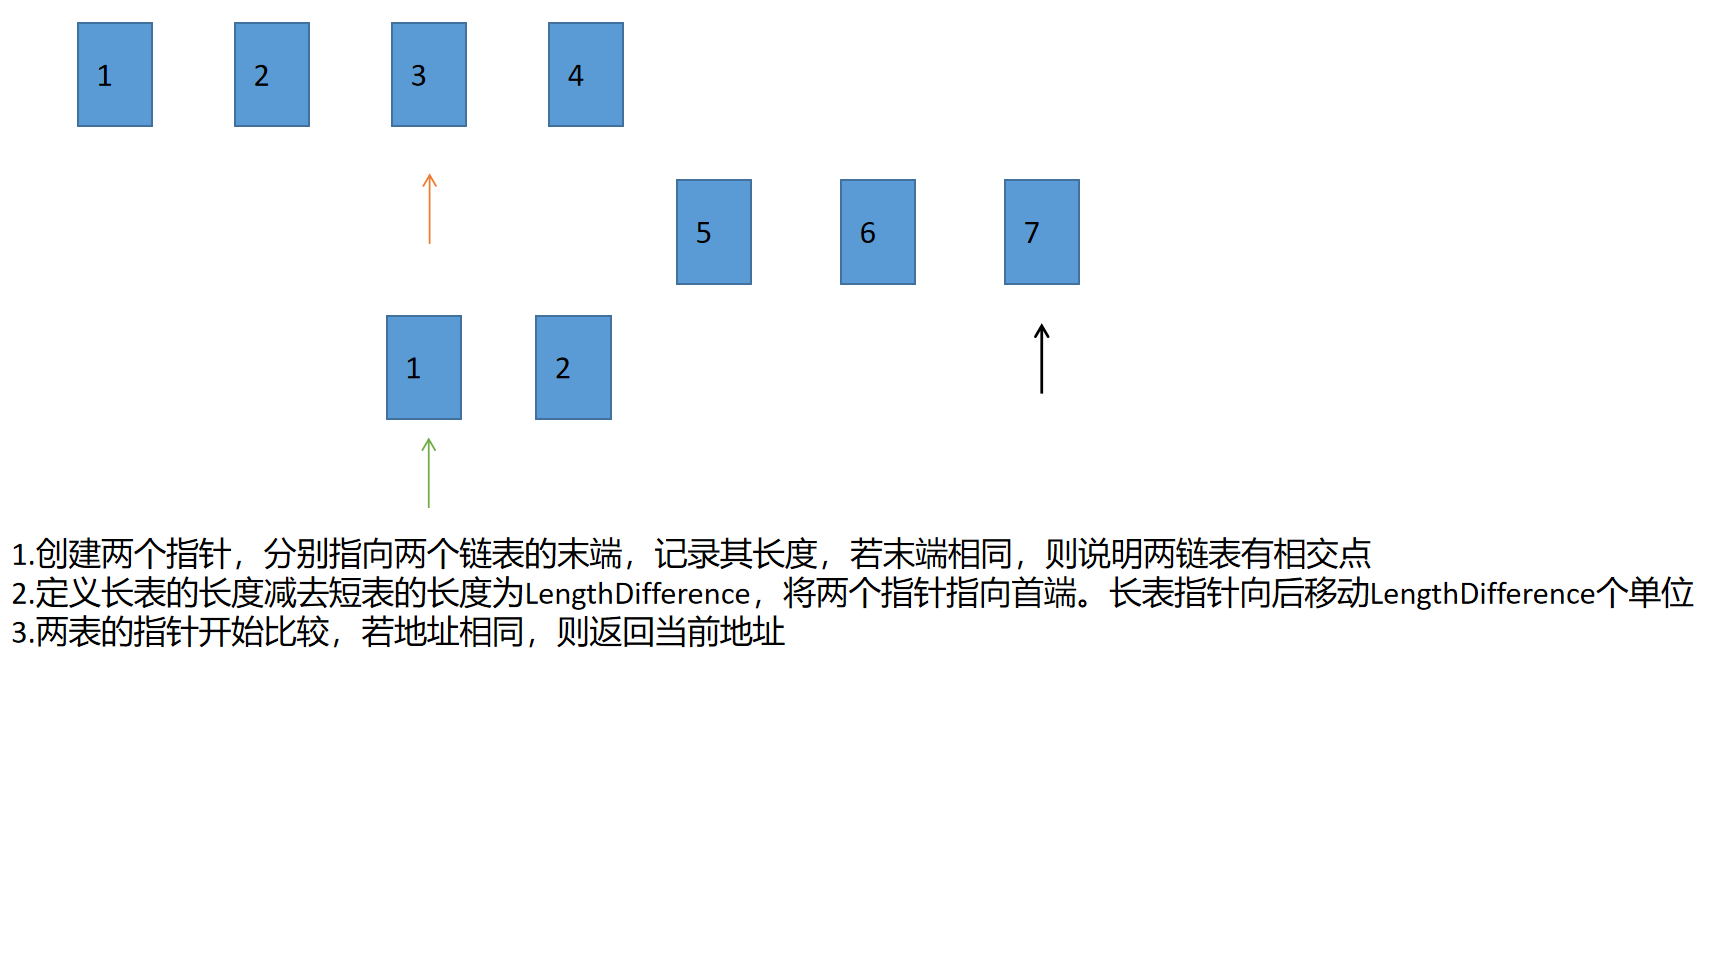 1 2 3 4
5 6 7
1 2
1.创建两个指针，分别指向两个链表的末端，记录其长度，若末端相同，则说明两链表有相交点
2.定义长表的长度减去短表的长度为LengthDifference，将两个指针指向首端。长表指针向后移动LengthDifference个单位
3.两表的指针开始比较，若地址相同，则返回当前地址